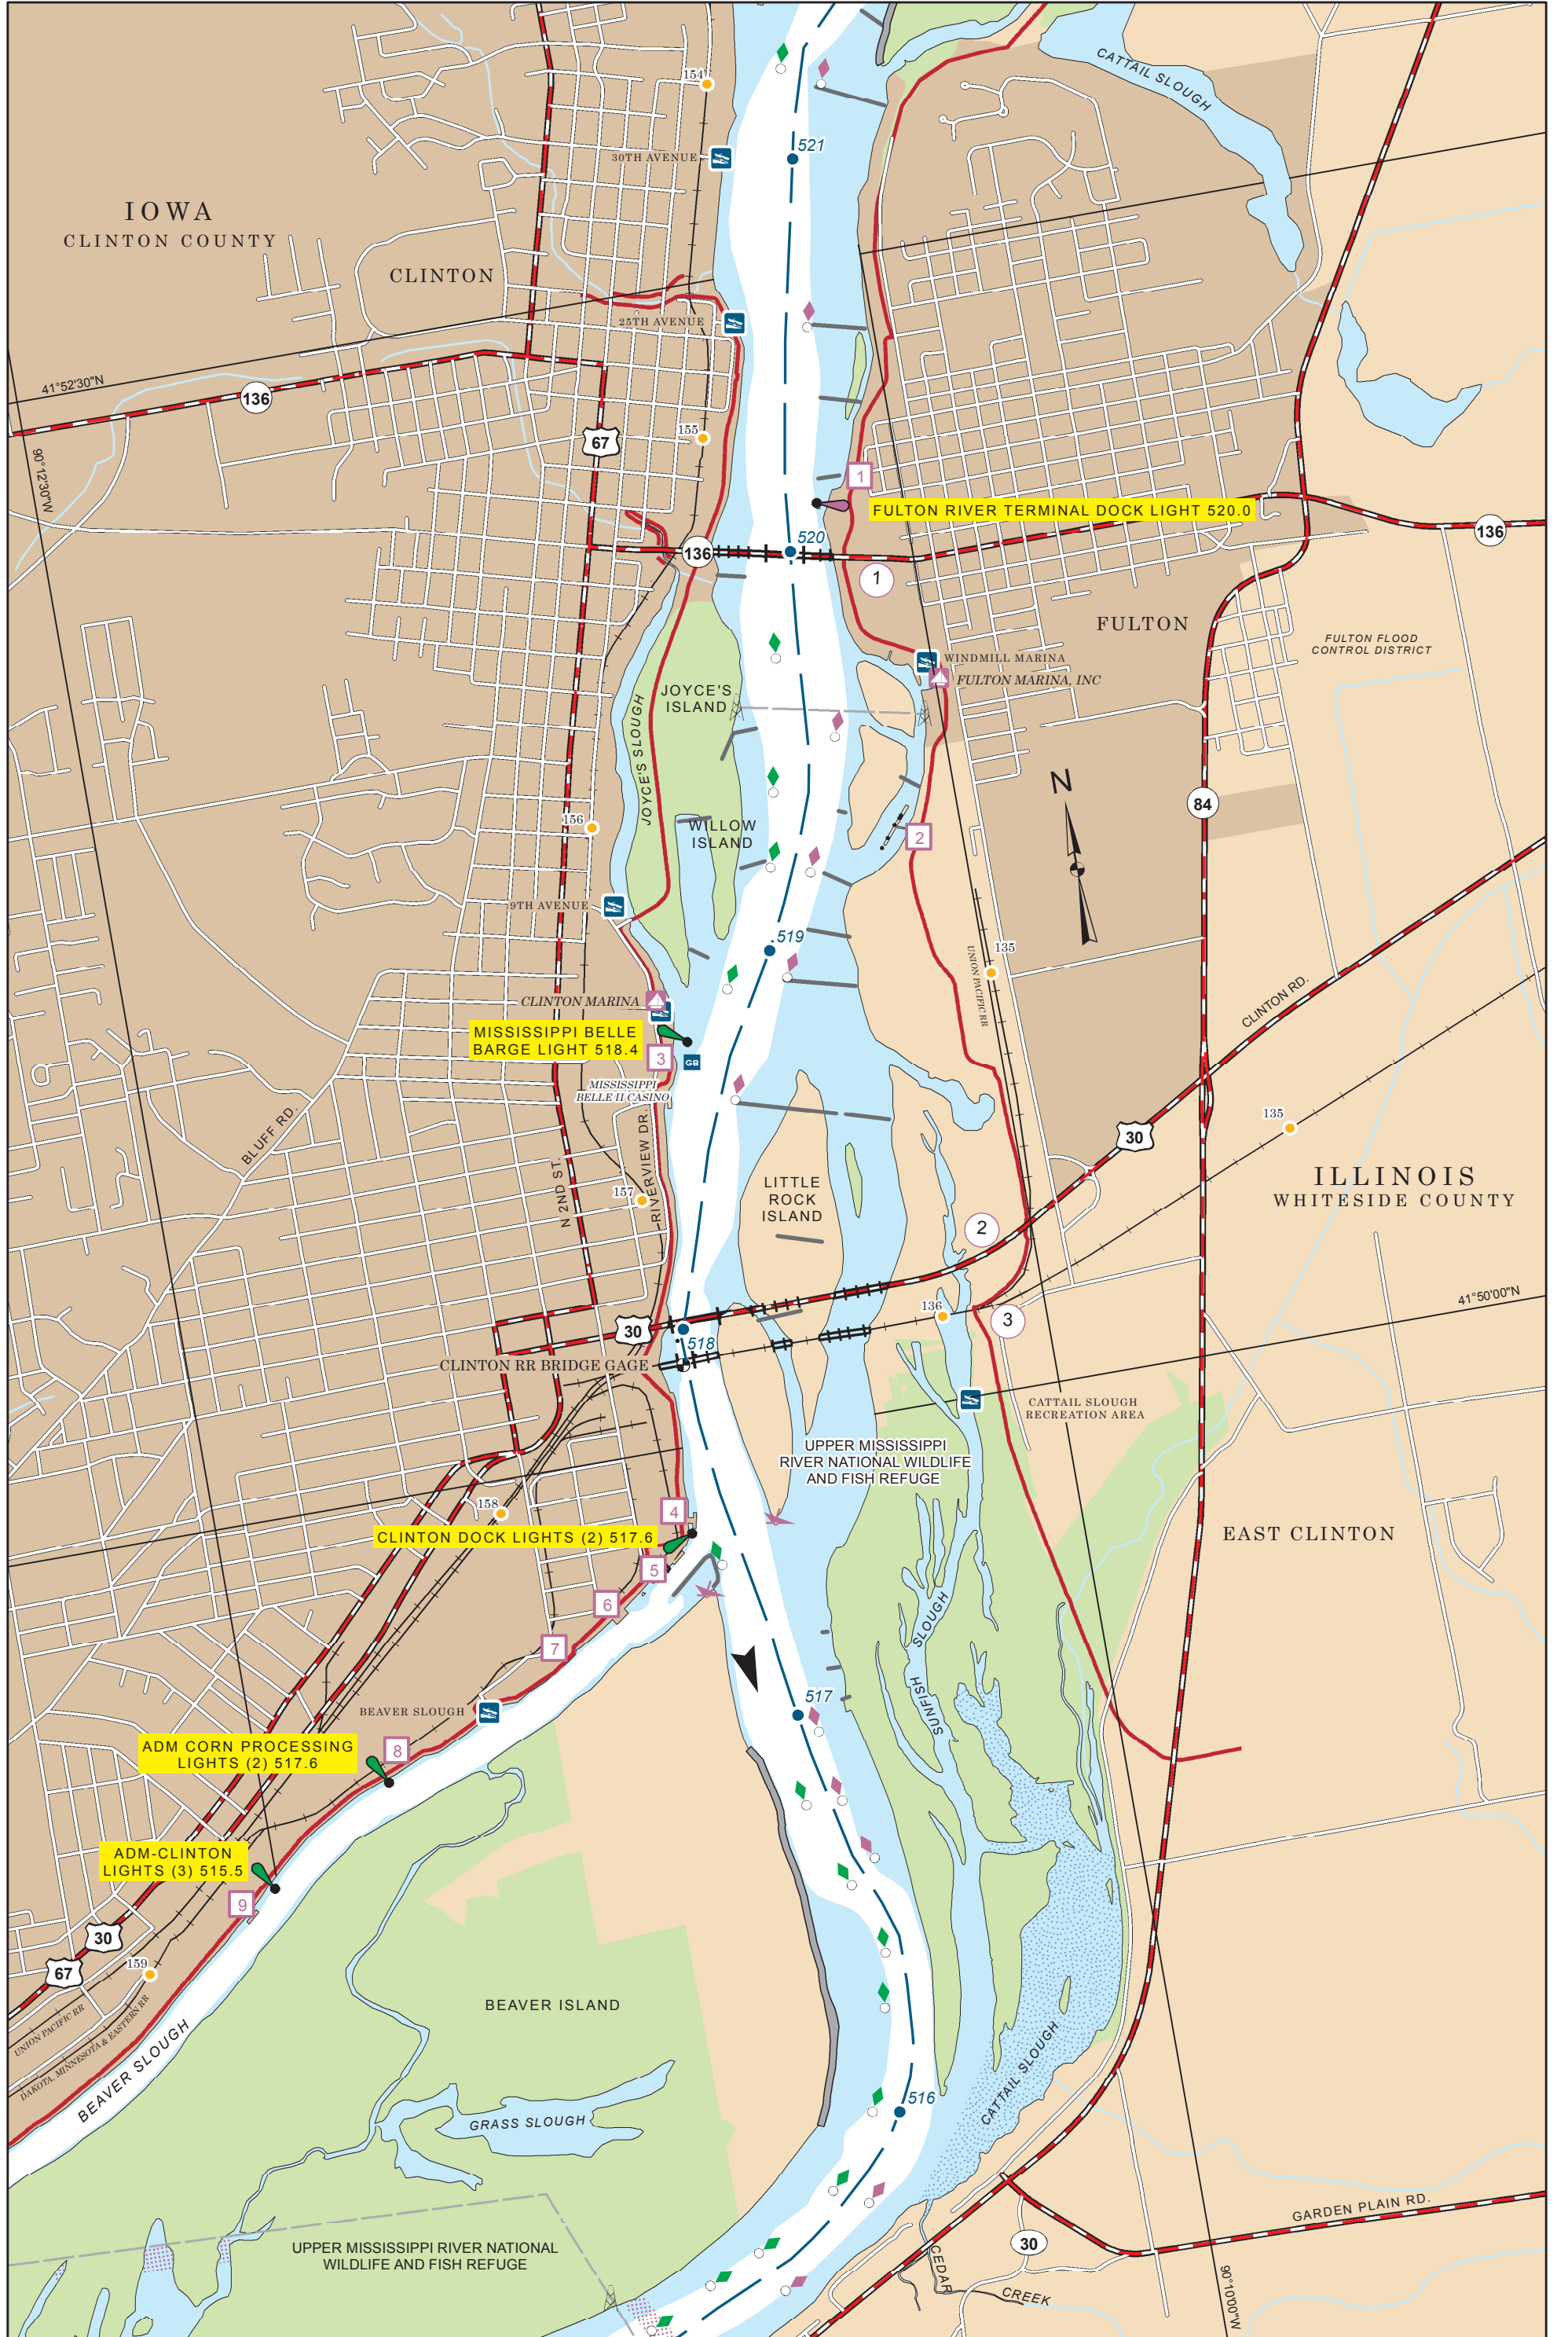 CATTAIL SLOUGH
154
521
30TH AVENUE
IOWA
CLINTON COUNTY
CLINTON
25TH AVENUE
41°52'30"N
136
67
155
90°12'30"W
1
FULTON RIVER TERMINAL DOCK LIGHT 520.0
520
136
136
1
FULTON
FULTON FLOOD
CONTROL DISTRICT
WINDMILL MARINA
FULTON MARINA, INC
JOYCE'S
ISLAND
JOYCE'S SLOUGH
N
84
156
WILLOW
ISLAND
2
9TH AVENUE
519
135
UNION PACIFIC RR
CLINTON MARINA
CLINTON RD.
MISSISSIPPI BELLE
BARGE LIGHT 518.4
3
GB
MISSISSIPPI
BELLE II CASINO
BLUFF RD.
N 2ND ST.
RIVERVIEW DR.
135
30
157
LITTLE
ROCK
ISLAND
ILLINOIS
WHITESIDE COUNTY
2
41°50'00"N
136
3
30
518
CLINTON RR BRIDGE GAGE
CATTAIL SLOUGH
RECREATION AREA
UPPER MISSISSIPPI
RIVER NATIONAL WILDLIFE
AND FISH REFUGE
158
4
CLINTON DOCK LIGHTS (2) 517.6
EAST CLINTON
5
6
7
SUNFISH SLOUGH
517
BEAVER SLOUGH
8
ADM CORN PROCESSING
LIGHTS (2) 517.6
ADM-CLINTON
LIGHTS (3) 515.5
9
30
67
159
UNION PACIFIC RR
DAKOTA, MINNESOTA & EASTERN RR
BEAVER SLOUGH
BEAVER ISLAND
CATTAIL SLOUGH
516
GRASS SLOUGH
GARDEN PLAIN RD.
30
UPPER MISSISSIPPI RIVER NATIONAL
WILDLIFE AND FISH REFUGE
CEDAR CREEK
90°10'00"W